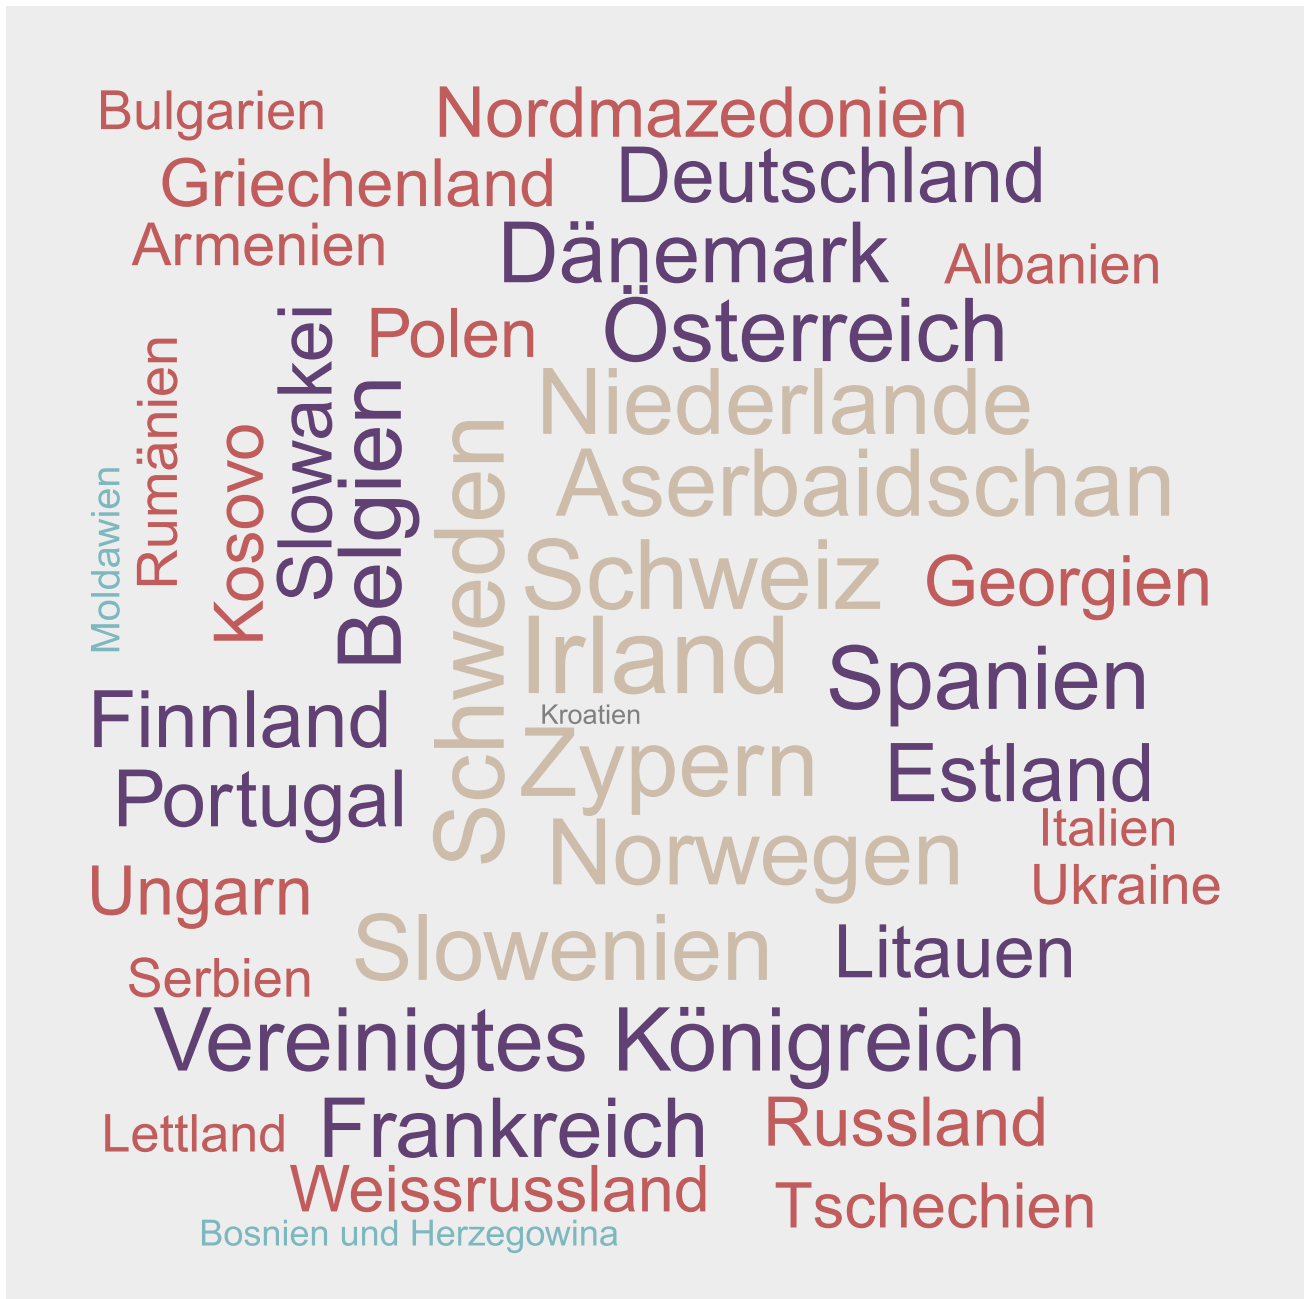 Bulgarien
Nordmazedonien
Griechenland
Deutschland
Armenien
Dänemark
Albanien
Slowakei
Polen
Österreich
Rumänien
Niederlande
Kosovo
Belgien
Schweden
Aserbaidschan
Moldawien
Schweiz
Georgien
Irland
Spanien
Finnland
Kroatien
Zypern
Estland
Portugal
Italien
Norwegen
Ungarn
Ukraine
Slowenien
Litauen
Serbien
Vereinigtes Königreich
Lettland
Frankreich
Russland
Weissrussland
Tschechien
Bosnien und Herzegowina